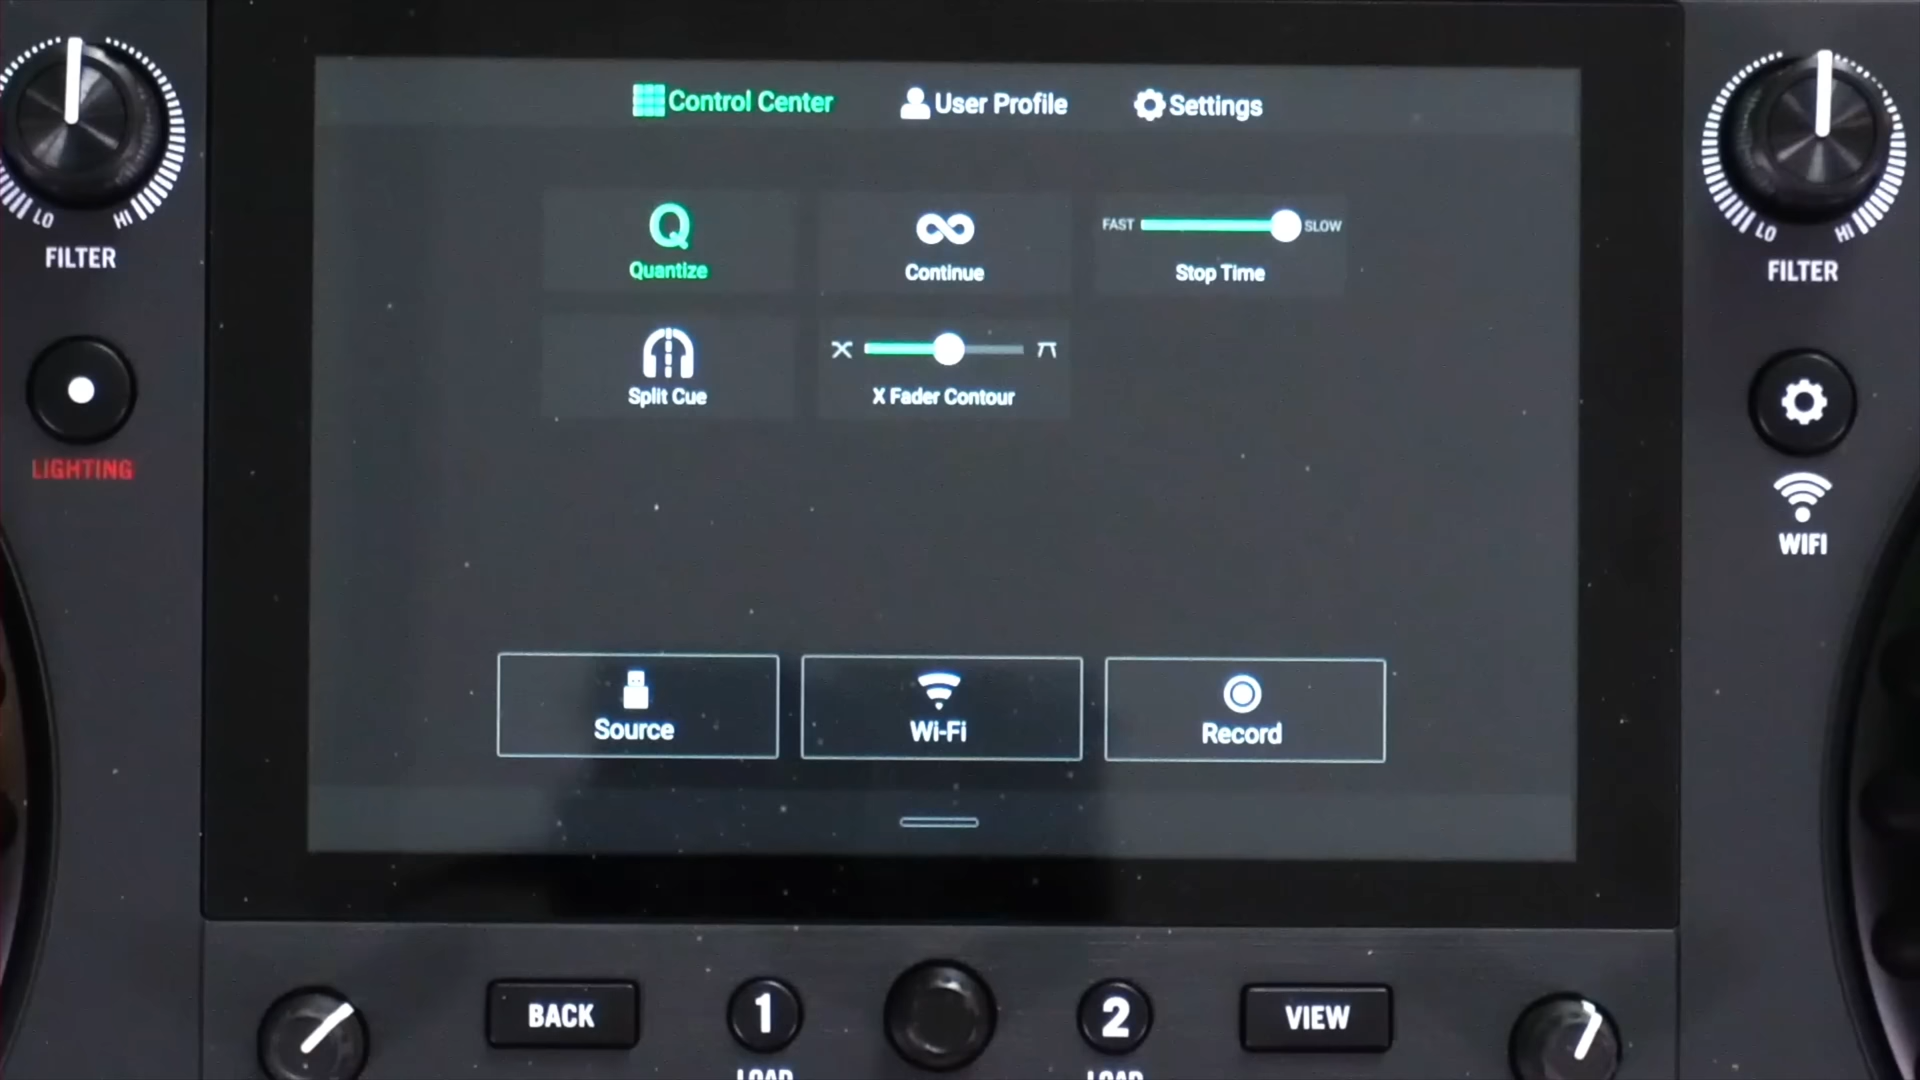 Control Center
User Profile
Settings
Q
Quantize
Continue
FAST
SLOW
Stop Time
Split Cue
X Fader Contour
Source
Wi-Fi
Record
LO
HI
FILTER
LIGHTING
LO
HI
FILTER
WIFI
BACK
1
2
VIEW
LOAD
LOAD